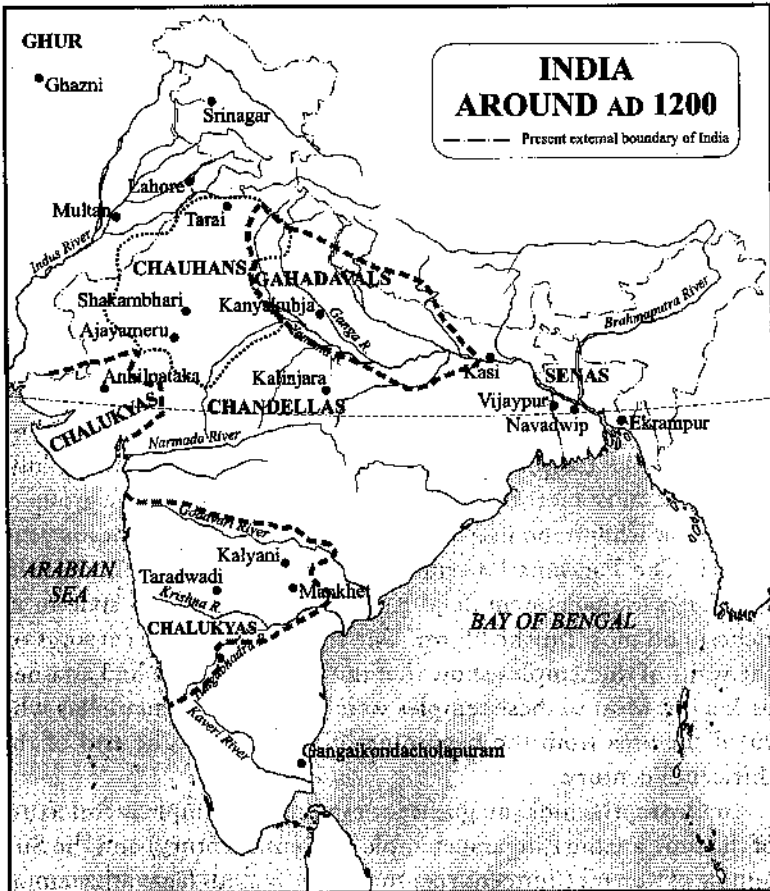 GHUR
INDIA
AROUND AD 1200
Present external boundary of India
Ghazni
Srinagar
Lahore
Multan
Tarai
Indus River
CHAUHANS
GAHADAVALS
Shakambhari
Kanyakubja
Ganga R.
Brahmaputra River
Ajayameru
Yamuna R.
Anhilpataka
Kasi
SENAS
Kalinjara
CHALUKYAS
CHANDELLAS
Vijaypur
Navadwip
Ekrampur
Narmada River
Godavari River
Kalyani
ARABIAN
SEA
Taradwadi
Mankhet
Krishna R.
CHALUKYAS
BAY OF BENGAL
Tungabhadra R.
Kaveri River
Gangaikondacholapuram